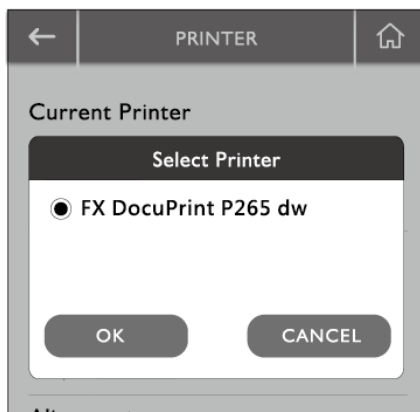 PRINTER
Current Printer
Select Printer
FX DocuPrint P265 dw
OK CANCEL